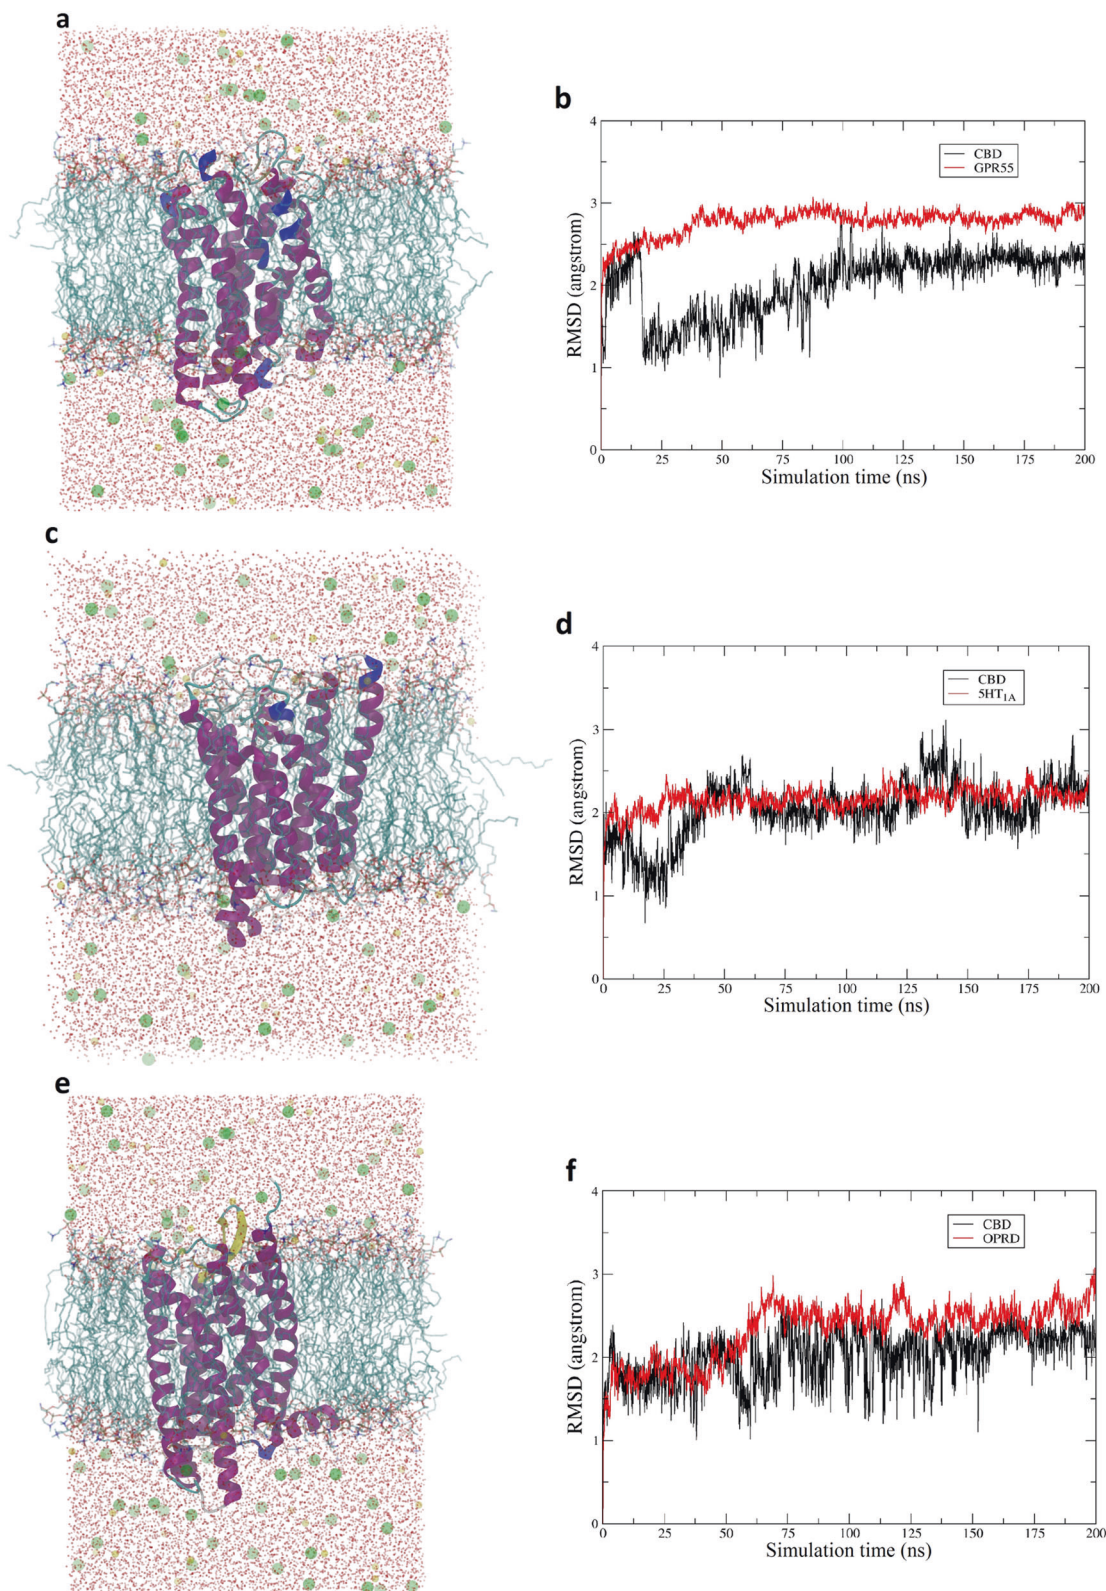 a
b
4
3
2
1
0
RMSD (angstrom)
CBD
GPR55
0 25 50 75 100 125 150 175 200
Simulation time (ns)
c
d
4
3
2
1
0
RMSD (angstrom)
CBD
5HT1A
0 25 50 75 100 125 150 175 200
Simulation time (ns)
e
f
4
3
2
1
0
RMSD (angstrom)
CBD
OPRD
0 25 50 75 100 125 150 175 200
Simulation time (ns)